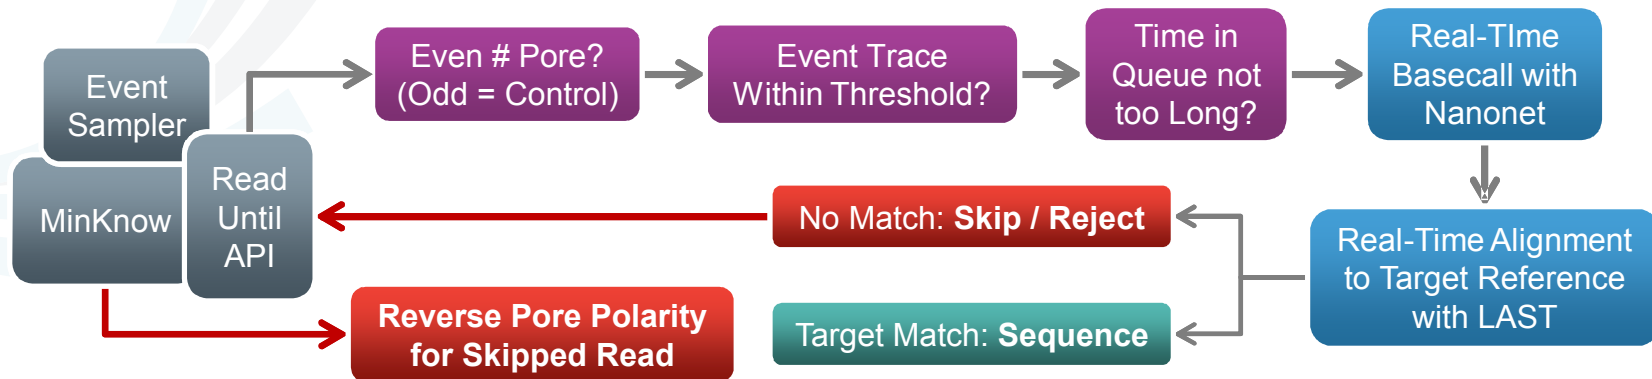 Event
Sampler
MinKnow
Read
Until
API
Even # Pore?
(Odd = Control)
Event Trace
Within Threshold?
Time in
Queue not
too Long?
Real-TIme
Basecall with
Nanonet
Real-Time Alignment
to Target Reference
with LAST
No Match: Skip / Reject
Target Match: Sequence
Reverse Pore Polarity
for Skipped Read